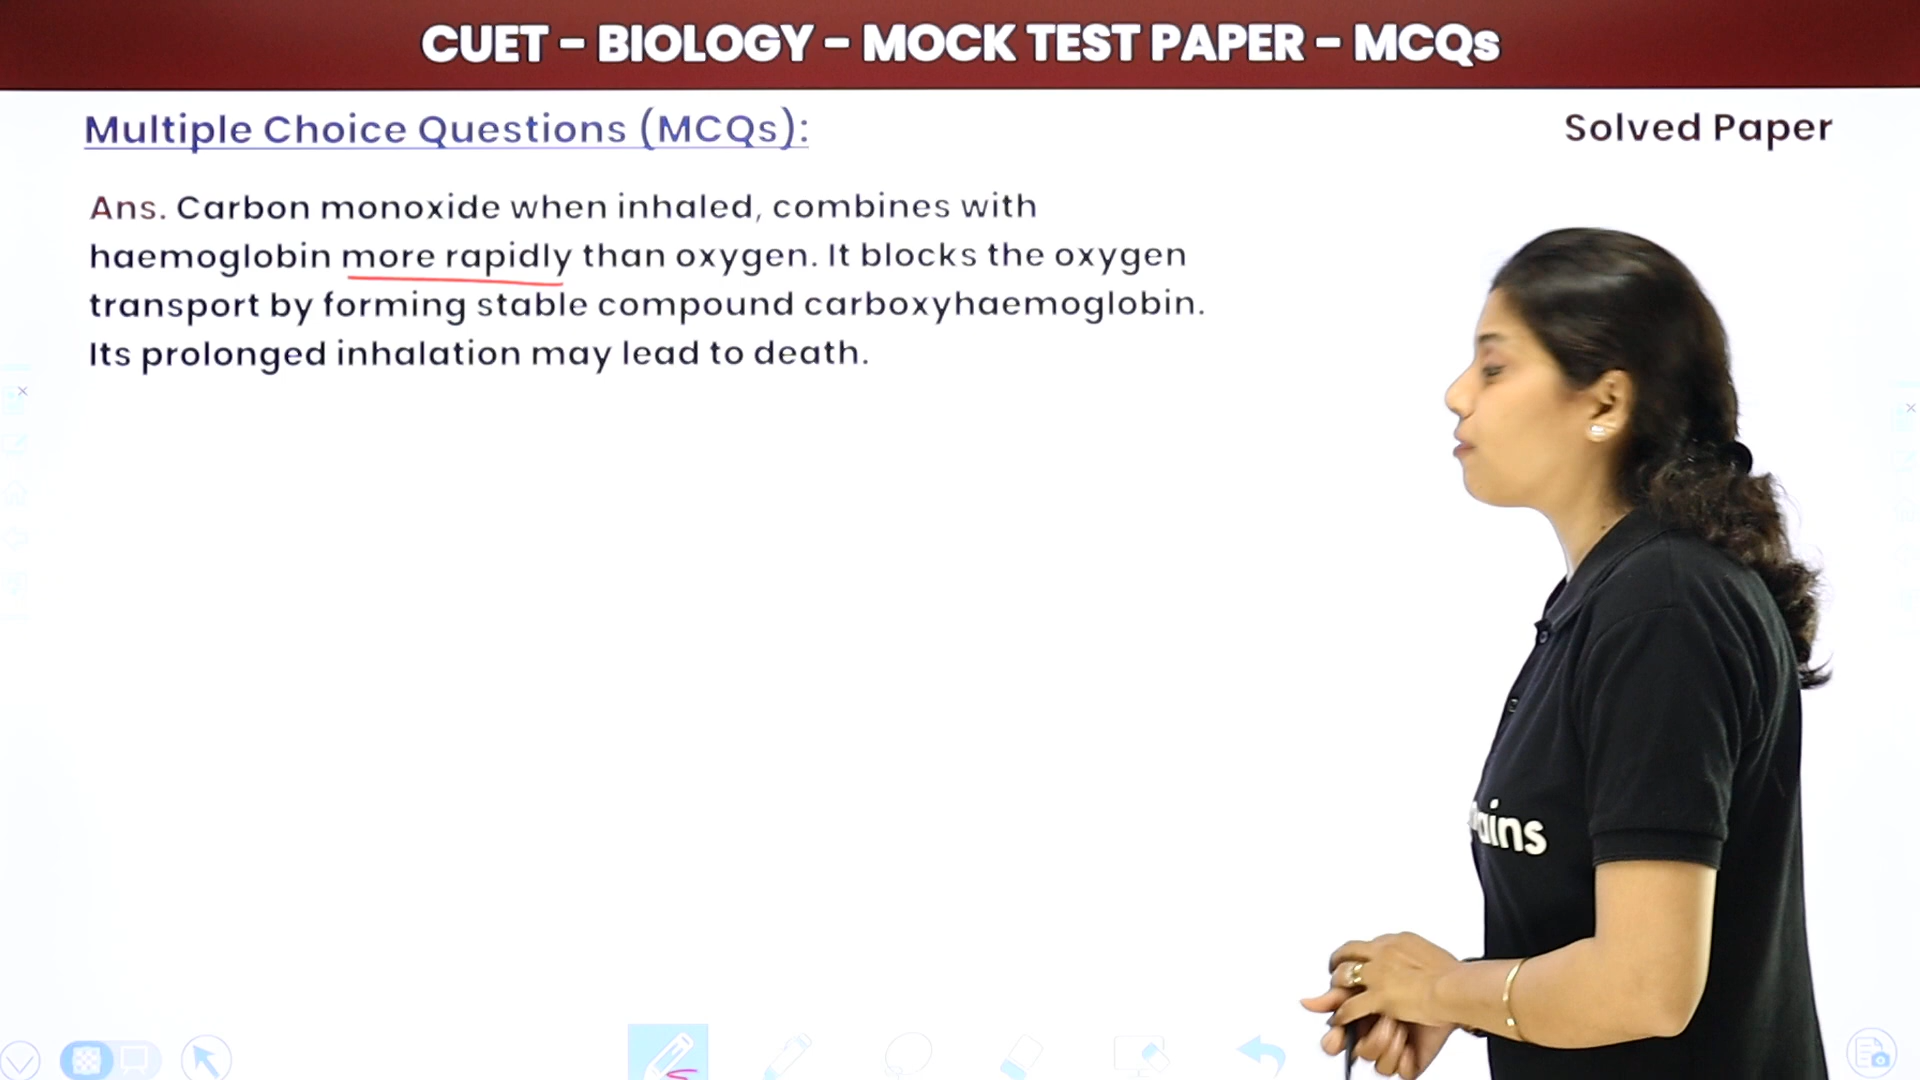 CUET - BIOLOGY - MOCK TEST PAPER - MCQs
Multiple Choice Questions (MCQs):
Solved Paper
Ans. Carbon monoxide when inhaled, combines with
haemoglobin more rapidly than oxygen. It blocks the oxygen
transport by forming stable compound carboxyhaemoglobin.
Its prolonged inhalation may lead to death.
ains